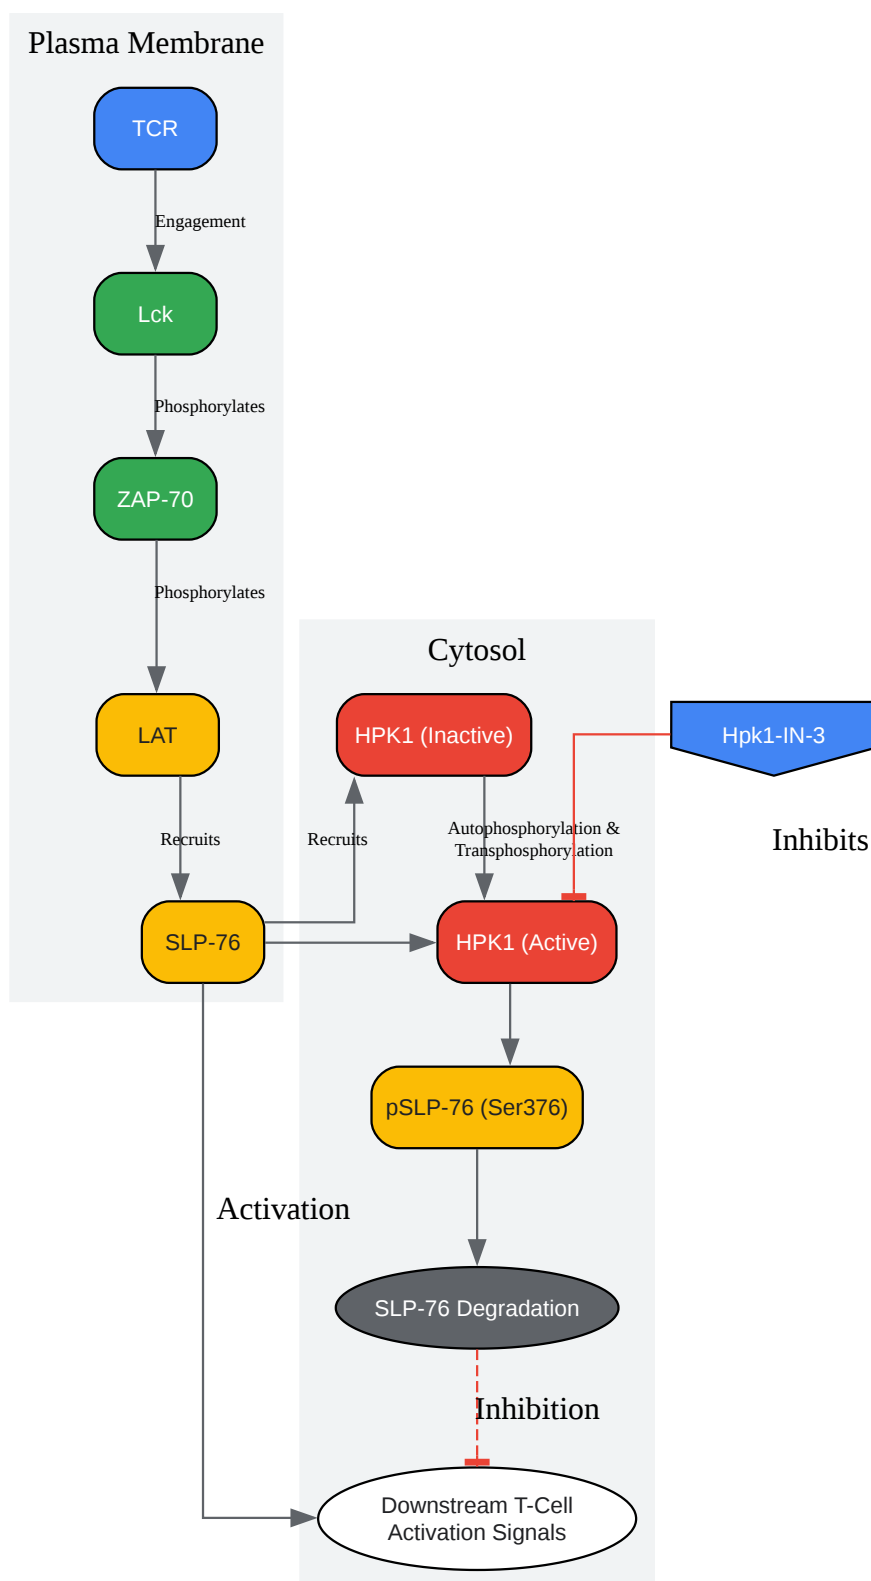 Plasma Membrane
TCR
Engagement
Lck
Phosphorylates
ZAP-70
Phosphorylates
Cytosol
LAT
HPK1 (Inactive)
Hpk1-IN-3
Recruits
Recruits
Autophosphorylation &
Transphosphorylation
Inhibits
SLP-76
HPK1 (Active)
pSLP-76 (Ser376)
Activation
SLP-76 Degradation
Inhibition
Downstream T-Cell
Activation Signals